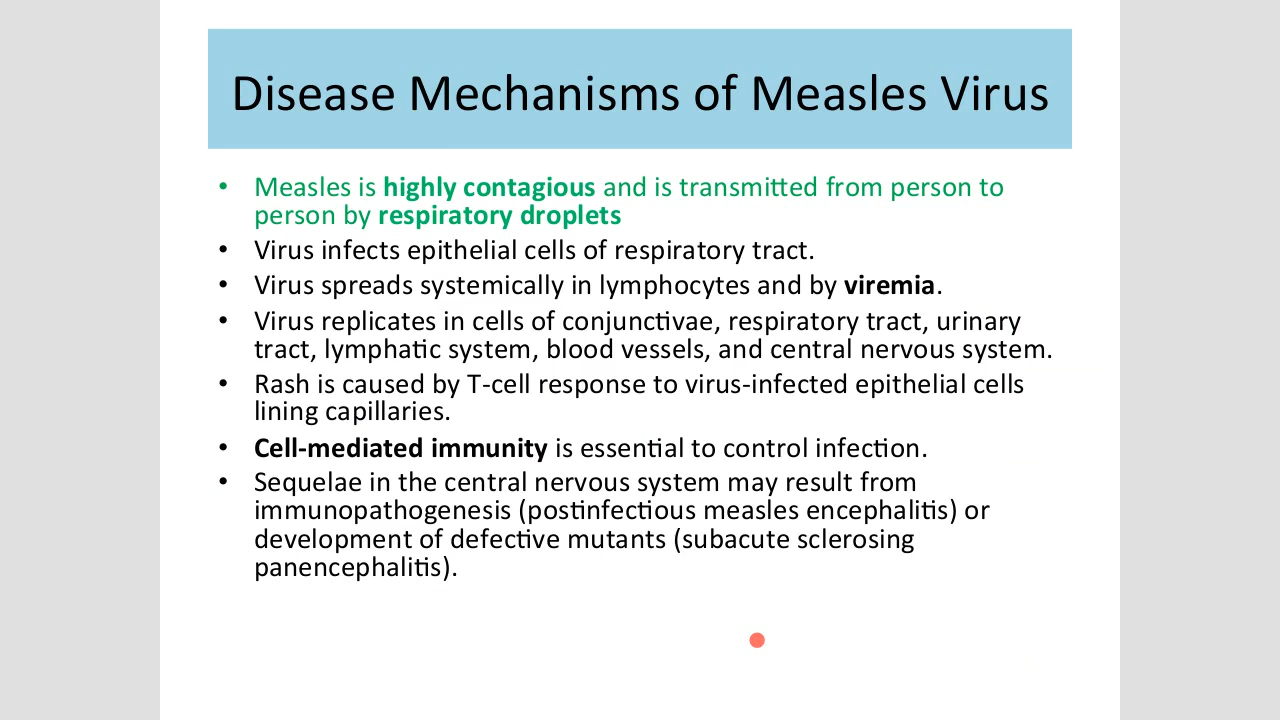 Disease Mechanisms of Measles Virus
• Measles is highly contagious and is transmitted from person to
person by respiratory droplets
• Virus infects epithelial cells of respiratory tract.
• Virus spreads systemically in lymphocytes and by viremia.
• Virus replicates in cells of conjunctivae, respiratory tract, urinary
tract, lymphatic system, blood vessels, and central nervous system.
• Rash is caused by T-cell response to virus-infected epithelial cells
lining capillaries.
• Cell-mediated immunity is essential to control infection.
• Sequelae in the central nervous system may result from
immunopathogenesis (postinfectious measles encephalitis) or
development of defective mutants (subacute sclerosing
panencephalitis).